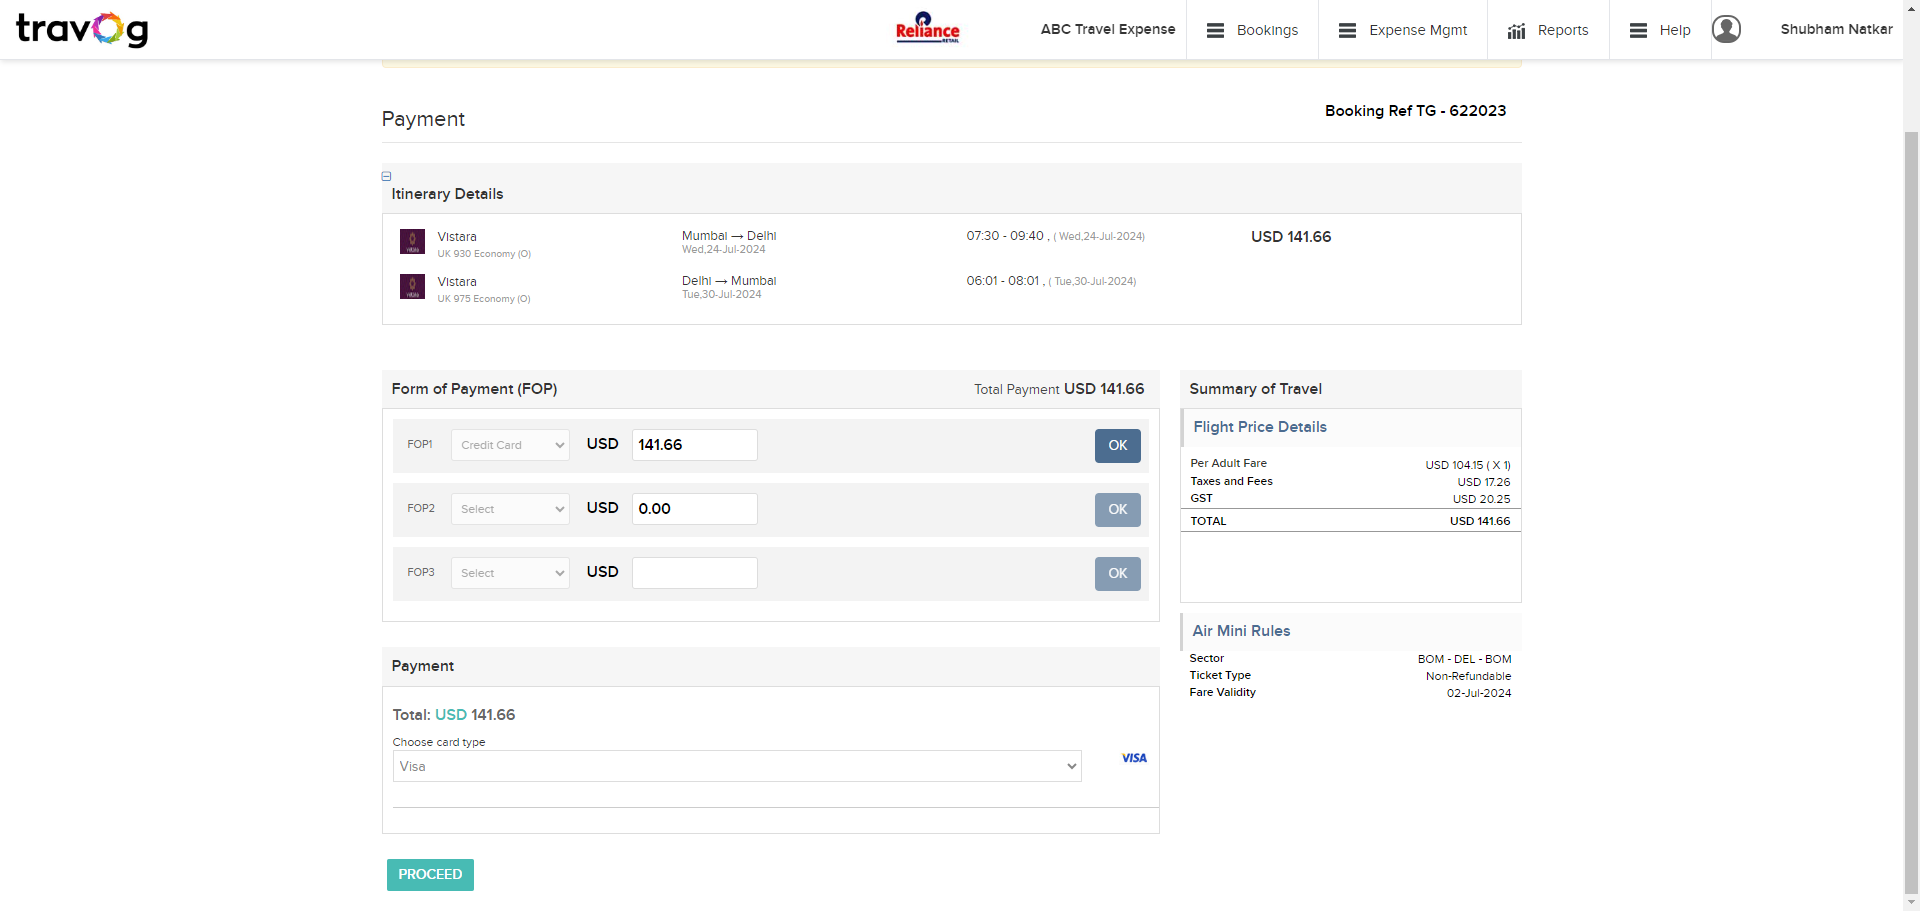 travog
Reliance
RETAIL
ABC Travel Expense
Bookings
Expense Mgmt
Reports
Help
Shubham Natkar
Payment
Booking Ref TG - 622023
Itinerary Details
Vistara
UK 930 Economy (O)
Mumbai → Delhi
Wed,24-Jul-2024
07:30 - 09:40 , ( Wed,24-Jul-2024)
USD 141.66
Vistara
UK 975 Economy (O)
Delhi → Mumbai
Tue,30-Jul-2024
06:01 - 08:01 , ( Tue,30-Jul-2024)
Form of Payment (FOP)
Total Payment USD 141.66
FOP1 Credit Card USD 141.66 OK
FOP2 Select USD 0.00 OK
FOP3 Select USD OK
Summary of Travel
Flight Price Details
Per Adult Fare USD 104.15 ( X 1)
Taxes and Fees USD 17.26
GST USD 20.25
TOTAL USD 141.66
Air Mini Rules
Sector BOM - DEL - BOM
Ticket Type Non-Refundable
Fare Validity 02-Jul-2024
Payment
Total: USD 141.66
Choose card type
Visa
VISA
PROCEED